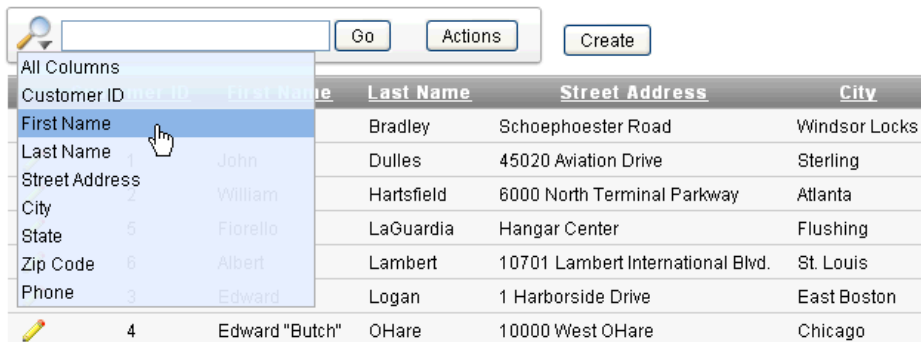 Go Actions Create
All Columns
Customer ID
First Name
Last Name
Street Address
City
State
Zip Code
Phone
First Name Last Name Street Address City
Bradley Schoephoester Road Windsor Locks
1 John Dulles 45020 Aviation Drive Sterling
2 William Hartsfield 6000 North Terminal Parkway Atlanta
5 Fiorello LaGuardia Hangar Center Flushing
6 Albert Lambert 10701 Lambert International Blvd. St. Louis
3 Edward Logan 1 Harborside Drive East Boston
4 Edward "Butch" OHare 10000 West OHare Chicago